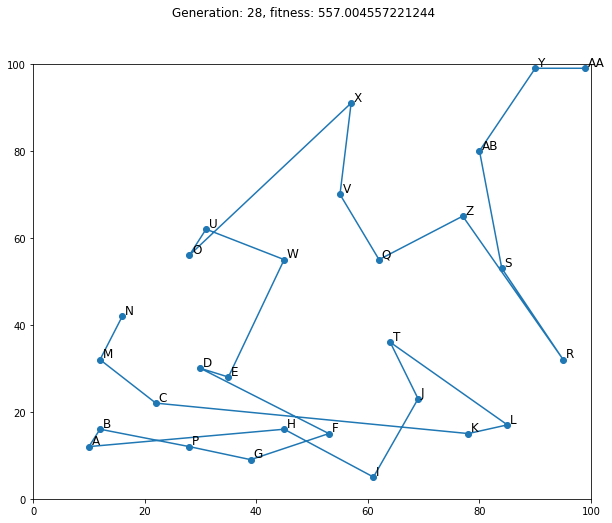 Generation: 28, fitness: 557.004557221244
100
80
60
40
20
0
0 20 40 60 80 100
Y AA
X
AB
V
Z
U
O W Q
S
N
T
M R
D E
C J
B H F K L
A P
G
I